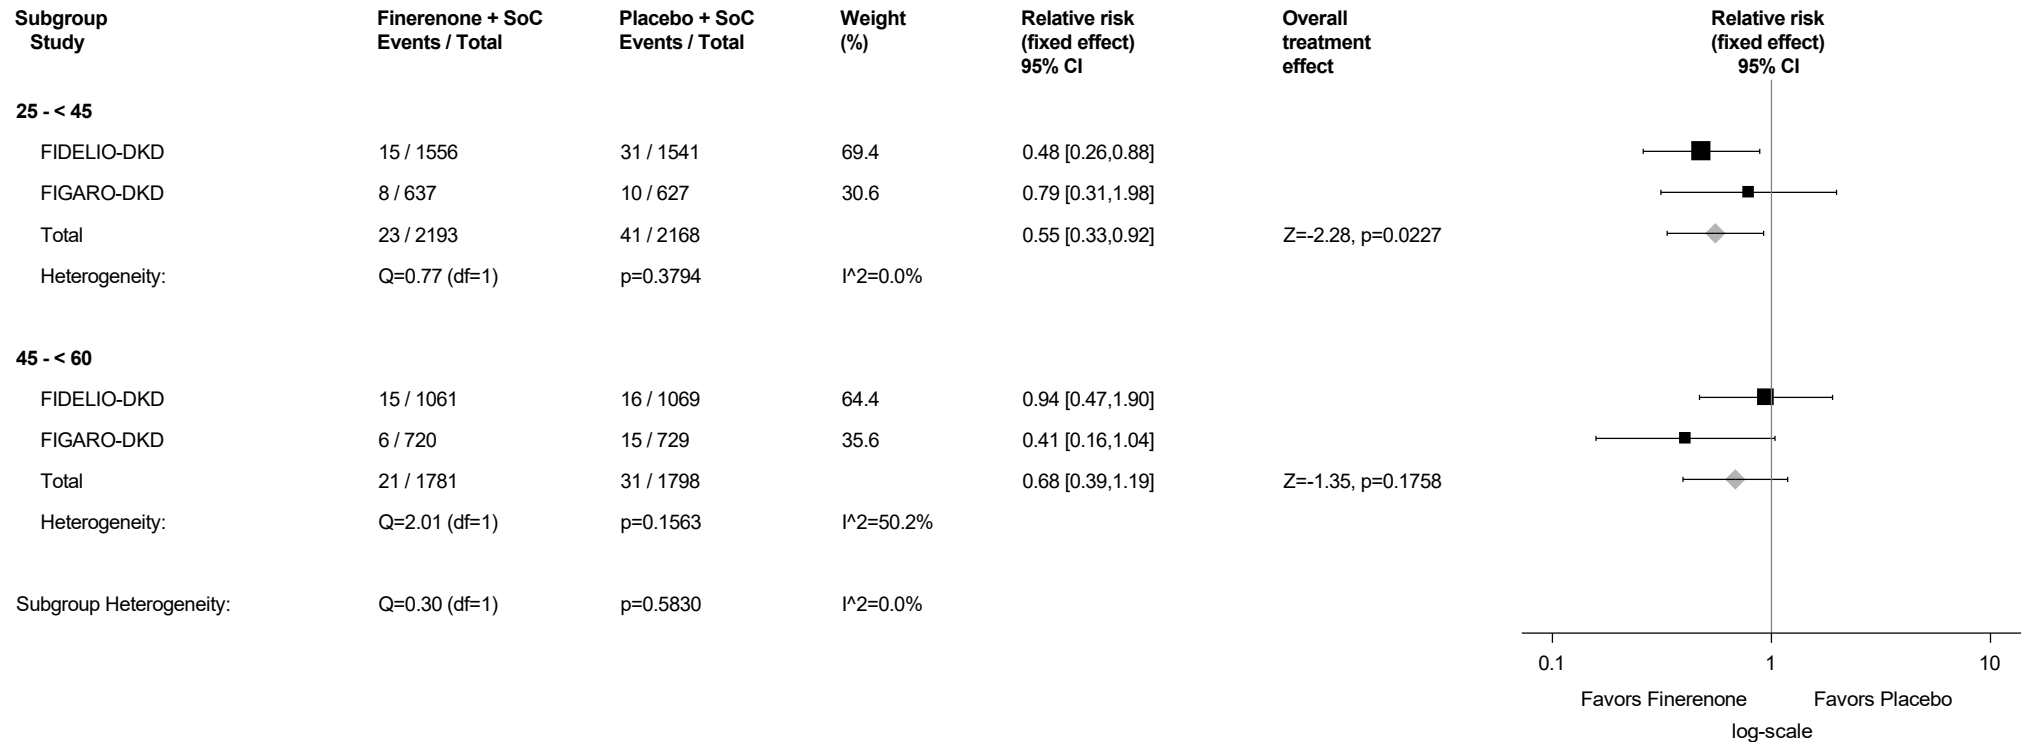 Subgroup Finerenone + SoC Placebo + SoC Weight Relative risk Overall Relative risk
Study Events / Total Events / Total (%) (fixed effect) treatment (fixed effect)
95% CI effect 95% CI
25 - < 45
FIDELIO-DKD 15 / 1556 31 / 1541 69.4 0.48 [0.26,0.88]
FIGARO-DKD 8 / 637 10 / 627 30.6 0.79 [0.31,1.98]
Total 23 / 2193 41 / 2168 0.55 [0.33,0.92] Z=-2.28, p=0.0227
Heterogeneity: Q=0.77 (df=1) p=0.3794 I^2=0.0%
45 - < 60
FIDELIO-DKD 15 / 1061 16 / 1069 64.4 0.94 [0.47,1.90]
FIGARO-DKD 6 / 720 15 / 729 35.6 0.41 [0.16,1.04]
Total 21 / 1781 31 / 1798 0.68 [0.39,1.19] Z=-1.35, p=0.1758
Heterogeneity: Q=2.01 (df=1) p=0.1563 I^2=50.2%
Subgroup Heterogeneity: Q=0.30 (df=1) p=0.5830 I^2=0.0%
0.1 1 10
Favors Finerenone Favors Placebo
log-scale